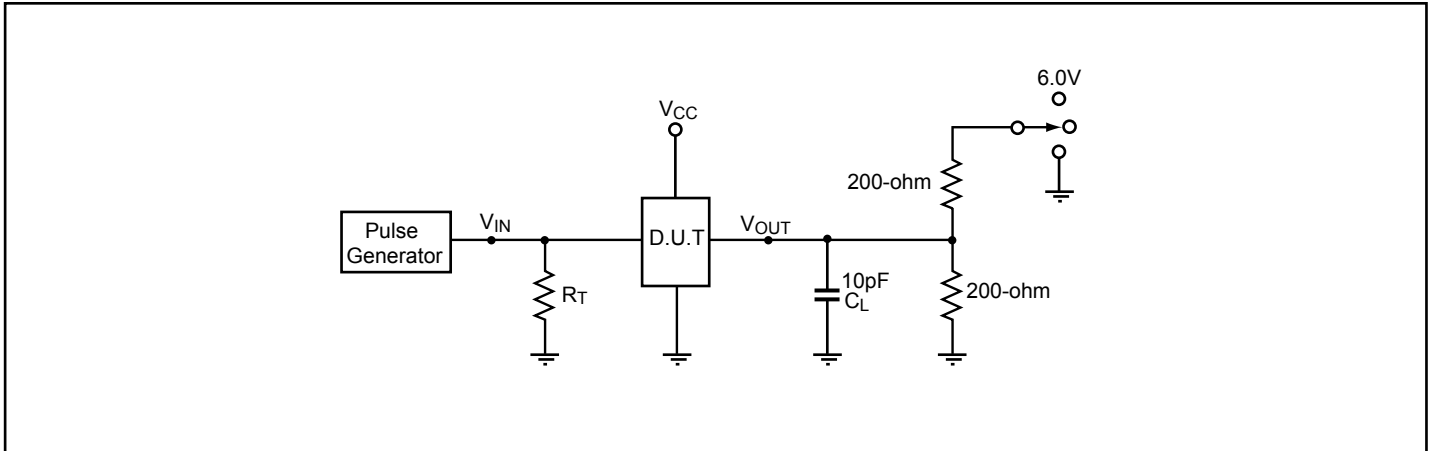 6.0V
VCC
200-ohm
Pulse
Generator
VIN
D.U.T
VOUT
10pF
CL
200-ohm
RT